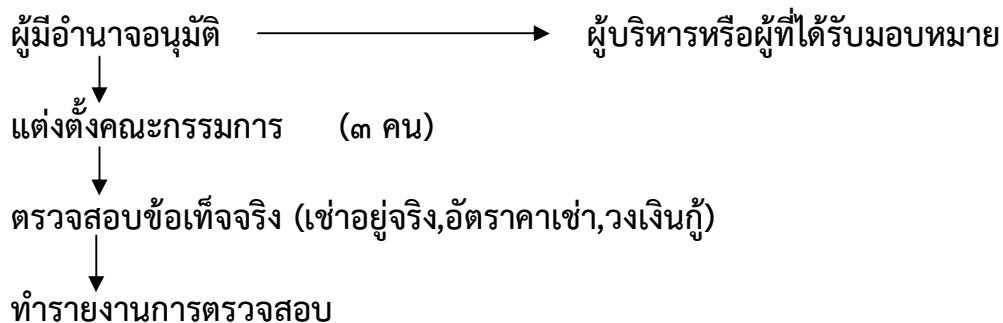 ผู้มีอำนาจอนุมัติ ผู้บริหารหรือผู้ที่ได้รับมอบหมาย
แต่งตั้งคณะกรรมการ (๓ คน)
ตรวจสอบข้อเท็จจริง (เช่าอยู่จริง,อัตราคาเช่า,วงเงินกู้)
ทำรายงานการตรวจสอบ